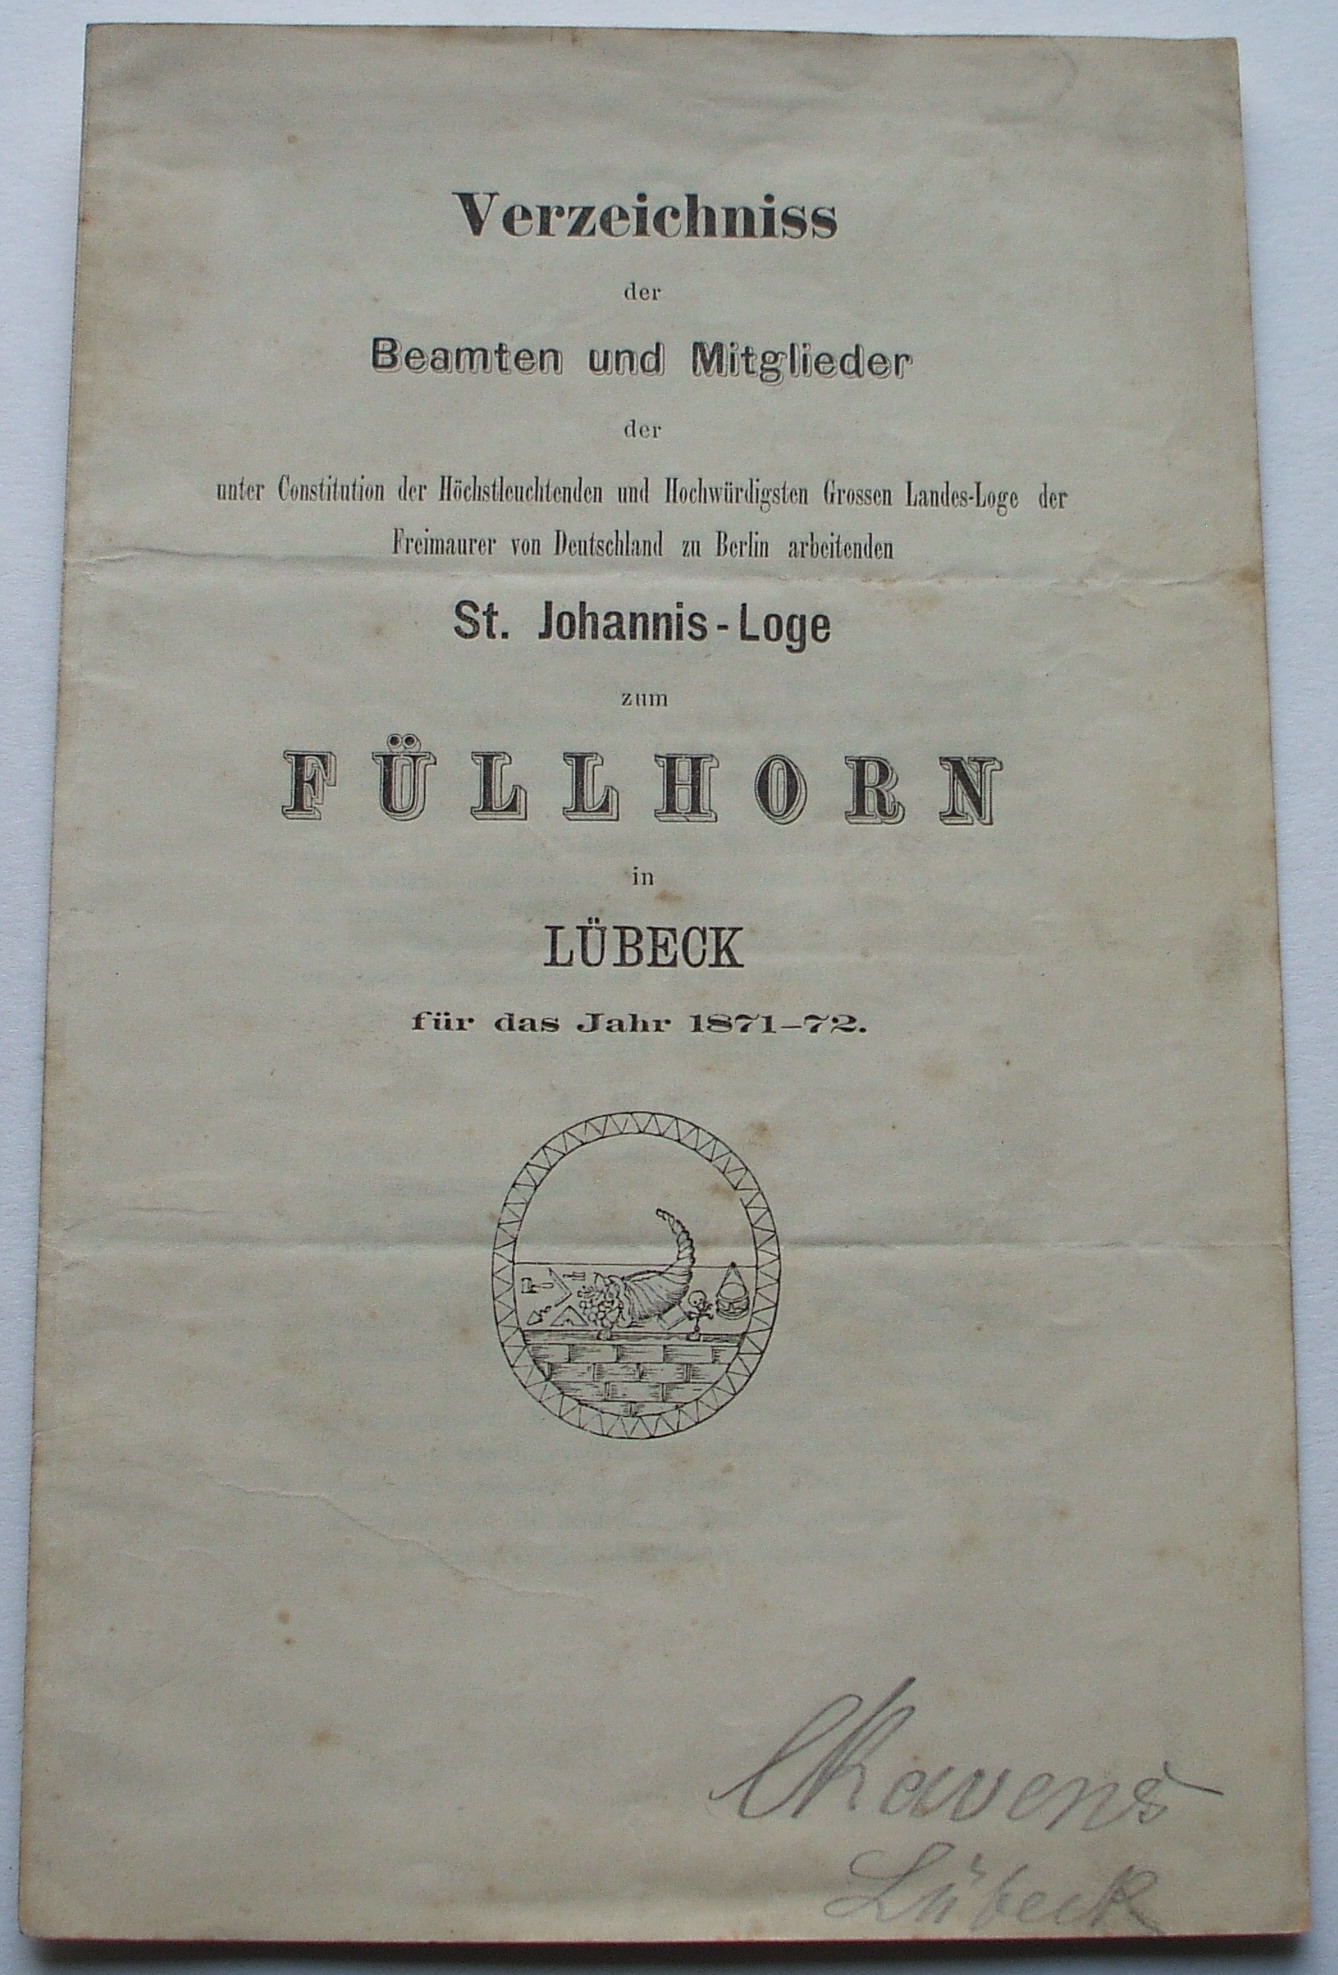 Verzeichniss
der
Beamten und Mitglieder
der
unter Constitution der Höchstleuchtenden und Hochwürdigsten Grossen Landes-Loge der
Freimaurer von Deutschland zu Berlin arbeitenden
St. Johannis-Loge
zum
FÜLLHORN
in
LÜBECK
für das Jahr 1871–72.
CRavens
Lübeck